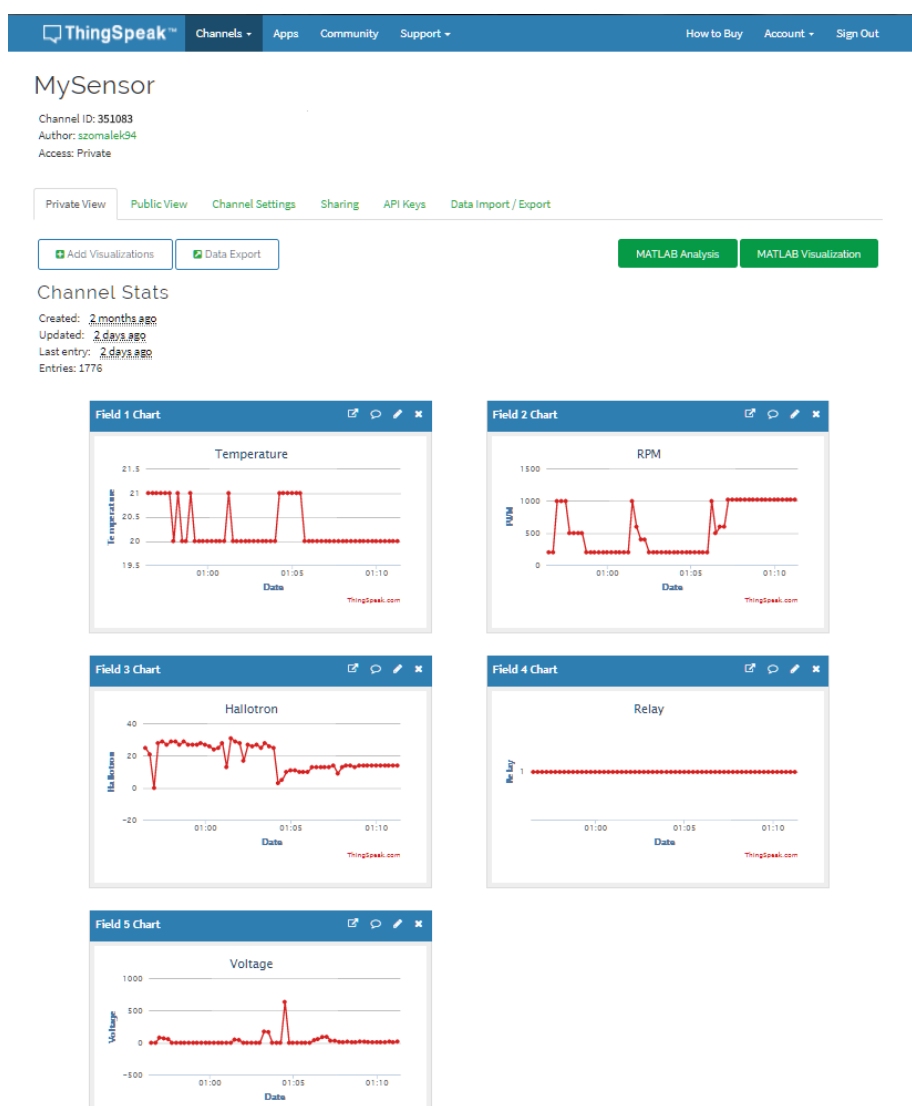 ThingSpeak™ Channels Apps Community Support How to Buy Account Sign Out
MySensor
Channel ID: 351083
Author: szomalek94
Access: Private
Private View Public View Channel Settings Sharing API Keys Data Import / Export
Add Visualizations Data Export MATLAB Analysis MATLAB Visualization
Channel Stats
Created: 2 months ago
Updated: 2 days ago
Last entry: 2 days ago
Entries: 1776
Field 1 Chart
Temperature
21.5
21
20.5
20
19.5
Temperature
01:00 01:05 01:10
Date
ThingSpeak.com
Field 2 Chart
RPM
1500
1000
500
0
01:00 01:05 01:10
Date
ThingSpeak.com
Field 3 Chart
Hallotron
40
20
0
-20
Hallotron
01:00 01:05 01:10
Date
ThingSpeak.com
Field 4 Chart
Relay
1
Relay
01:00 01:05 01:10
Date
ThingSpeak.com
Field 5 Chart
Voltage
1000
500
0
-500
Voltage
01:00 01:05 01:10
Date